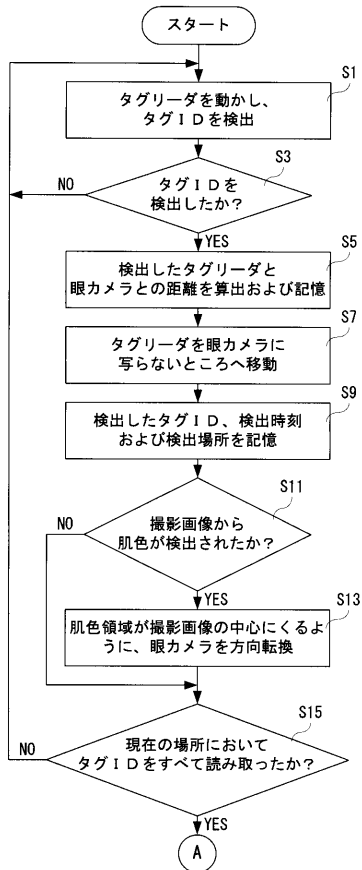 スタート
S1
タグリーダを動かし、
タグIDを検出
S3
NO
タグIDを
検出したか？
YES
S5
検出したタグリーダと
眼カメラとの距離を算出および記憶
S7
タグリーダを眼カメラに
写らないところへ移動
S9
検出したタグID、検出時刻
および検出場所を記憶
S11
NO
撮影画像から
肌色が検出されたか？
YES
S13
肌色領域が撮影画像の中心にくるよ
うに、眼カメラを方向転換
S15
NO
現在の場所において
タグIDをすべて読み取ったか？
YES
A